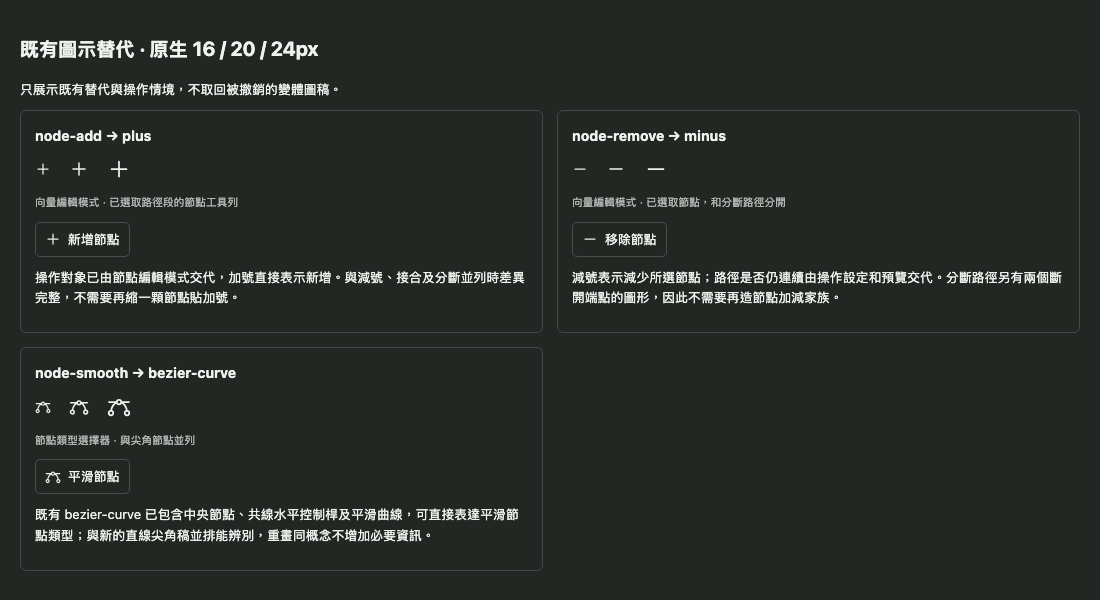 既有圖示替代 · 原生 16 / 20 / 24px
只展示既有替代與操作情境，不取回被撤銷的變體圖稿。
node-add → plus
向量編輯模式 · 已選取路徑段的節點工具列
新增節點
操作對象已由節點編輯模式交代，加號直接表示新增。與減號、接合及分斷並列時差異
完整，不需要再縮一顆節點貼加號。
node-remove → minus
向量編輯模式 · 已選取節點，和分斷路徑分開
移除節點
減號表示減少所選節點；路徑是否仍連續由操作設定和預覽交代。分斷路徑另有兩個斷
開端點的圖形，因此不需要再造節點加減家族。
node-smooth → bezier-curve
節點類型選擇器 · 與尖角節點並列
平滑節點
既有 bezier-curve 已包含中央節點、共線水平控制桿及平滑曲線，可直接表達平滑節
點類型；與新的直線尖角稿並排能辨別，重畫同概念不增加必要資訊。